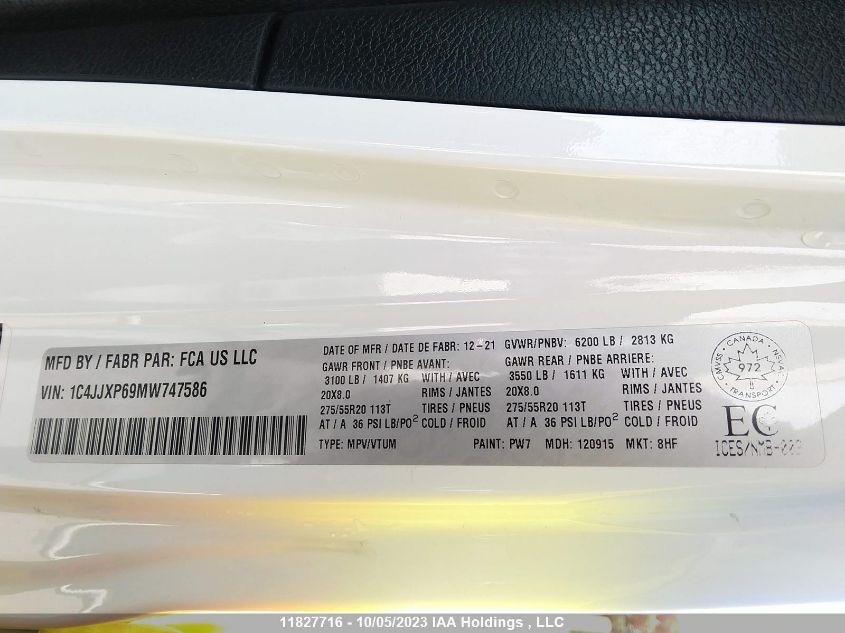 MFD BY / FABR PAR: FCA US LLC
VIN: 1C4JJXP69MW747586
DATE OF MFR / DATE DE FABR: 12-21
GVWR/PNBV: 6200 LB / 2813 KG
GAWR FRONT / PNBE AVANT:
3100 LB / 1407 KG WITH / AVEC
20X8.0 RIMS / JANTES
275/55R20 113T TIRES / PNEUS
AT / A 36 PSI LB/PO² COLD / FROID
GAWR REAR / PNBE ARRIERE:
3550 LB / 1611 KG WITH / AVEC
20X8.0 RIMS / JANTES
275/55R20 113T TIRES / PNEUS
AT / A 36 PSI LB/PO² COLD / FROID
TYPE: MPV/VTUM PAINT: PW7 MDH: 120915 MKT: 8HF
CANADA
CMVSS
NSVAC
972
TRANSPORT
EC
ICES/NMB-003
11827716 - 10/05/2023 IAA Holdings , LLC